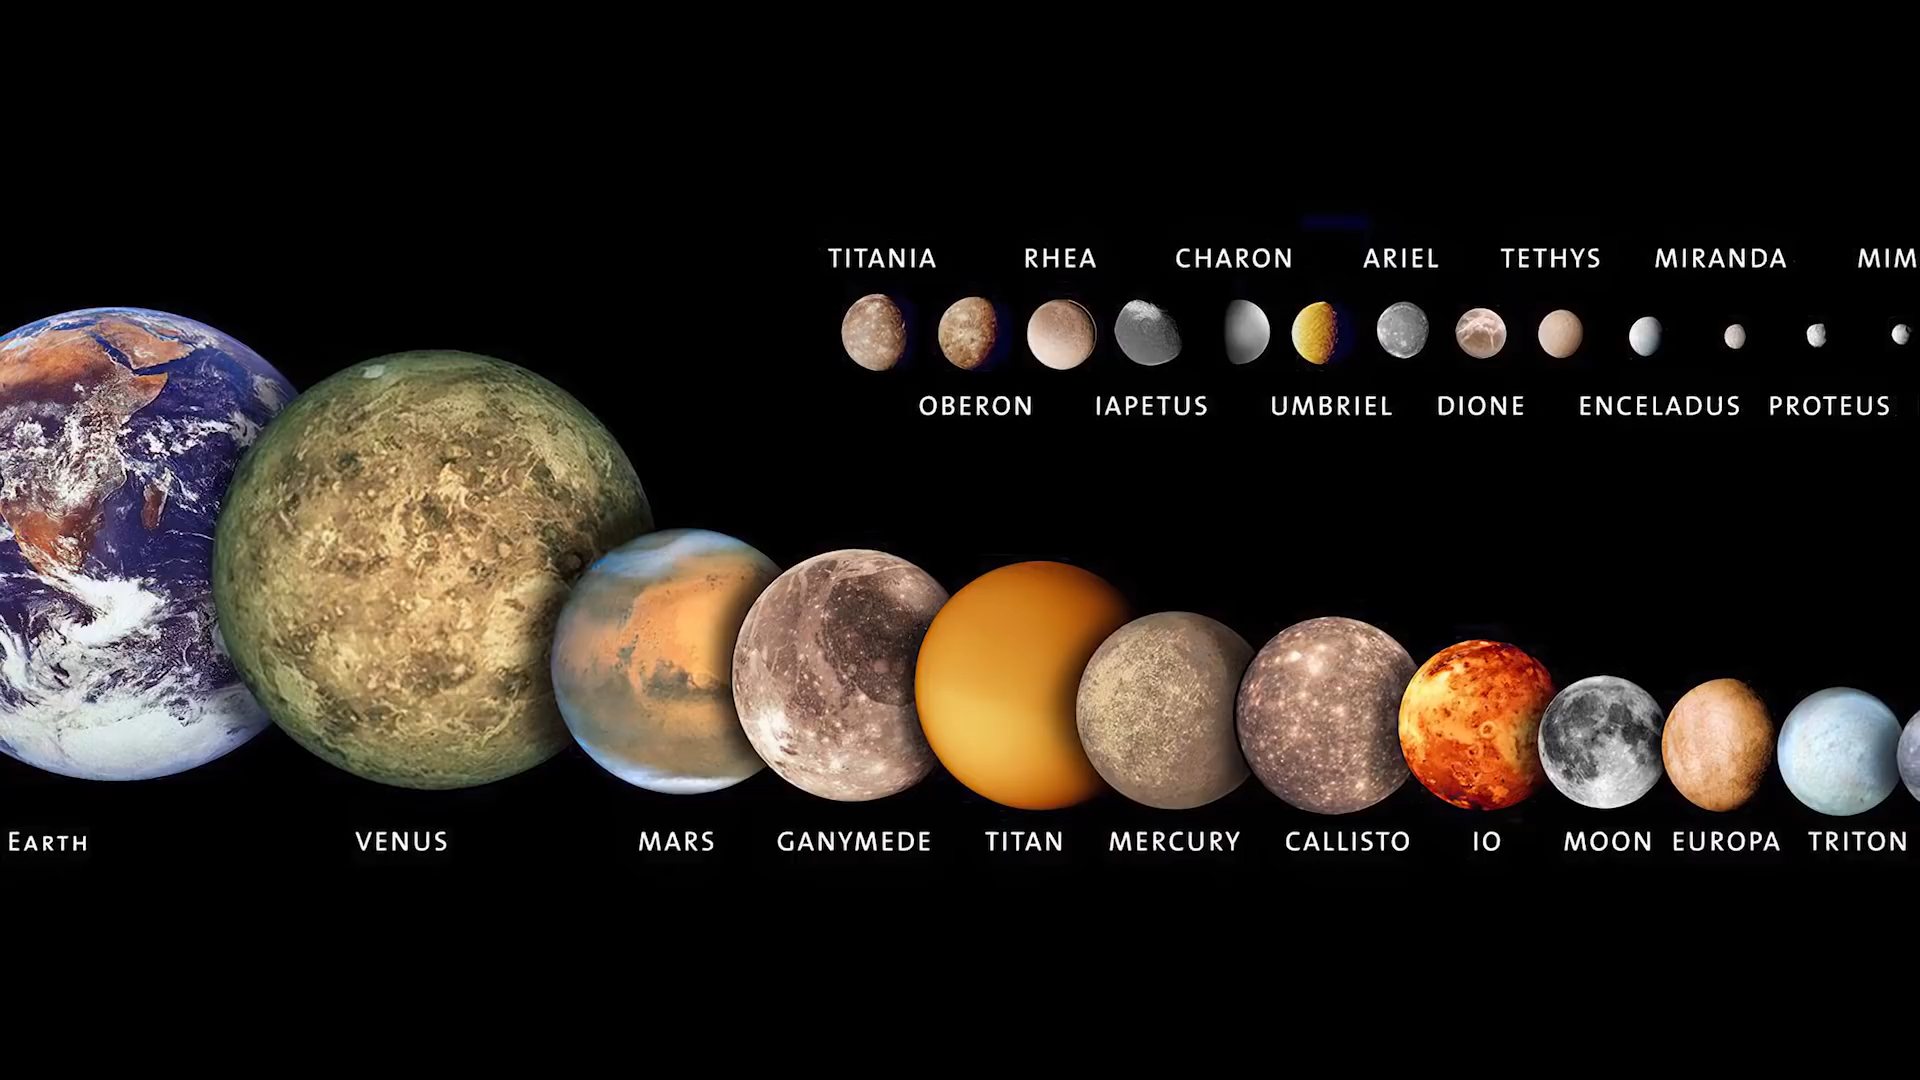 TITANIA RHEA CHARON ARIEL TETHYS MIRANDA MIM
OBERON IAPETUS UMBRIEL DIONE ENCELADUS PROTEUS
EARTH VENUS MARS GANYMEDE TITAN MERCURY CALLISTO IO MOON EUROPA TRITON